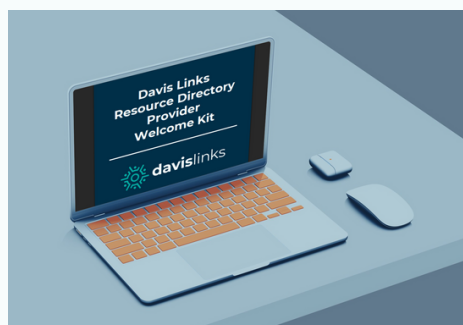 Davis Links
Resource Directory
Provider
Welcome Kit
davislinks